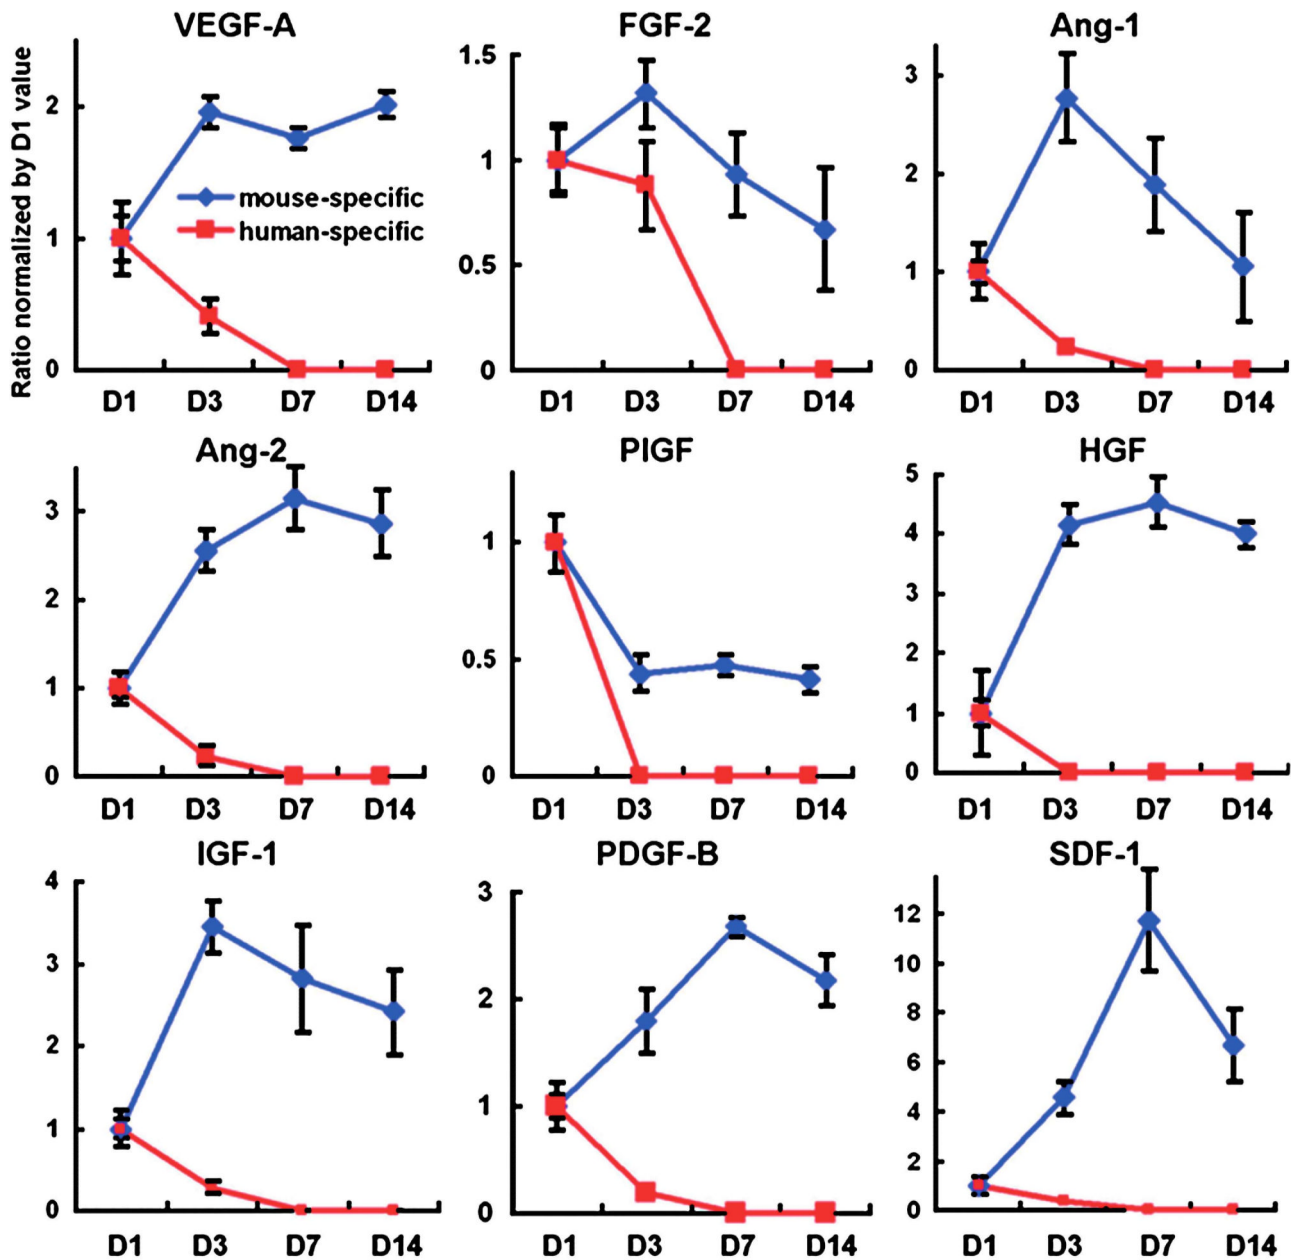 VEGF-A FGF-2 Ang-1
Ratio normalized by D1 value
2
1
0
mouse-specific
human-specific
D1 D3 D7 D14
1.5
1
0.5
0
D1 D3 D7 D14
3
2
1
0
D1 D3 D7 D14
Ang-2 PIGF HGF
3
2
1
0
D1 D3 D7 D14
1
0.5
0
D1 D3 D7 D14
5
4
3
2
1
0
D1 D3 D7 D14
IGF-1 PDGF-B SDF-1
4
3
2
1
0
D1 D3 D7 D14
3
2
1
0
D1 D3 D7 D14
12
10
8
6
4
2
0
D1 D3 D7 D14